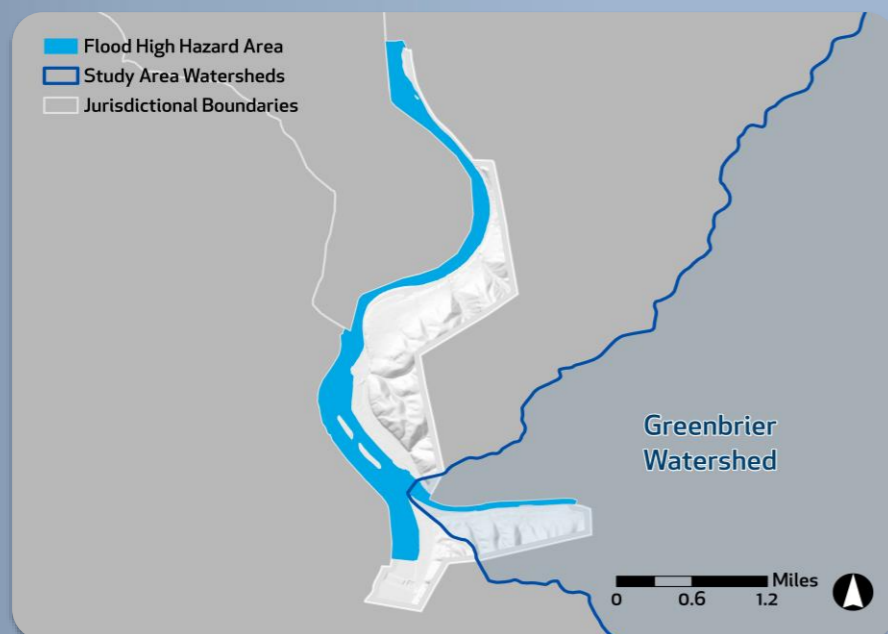 Flood High Hazard Area
Study Area Watersheds
Jurisdictional Boundaries
Greenbrier
Watershed
Miles
0 0.6 1.2